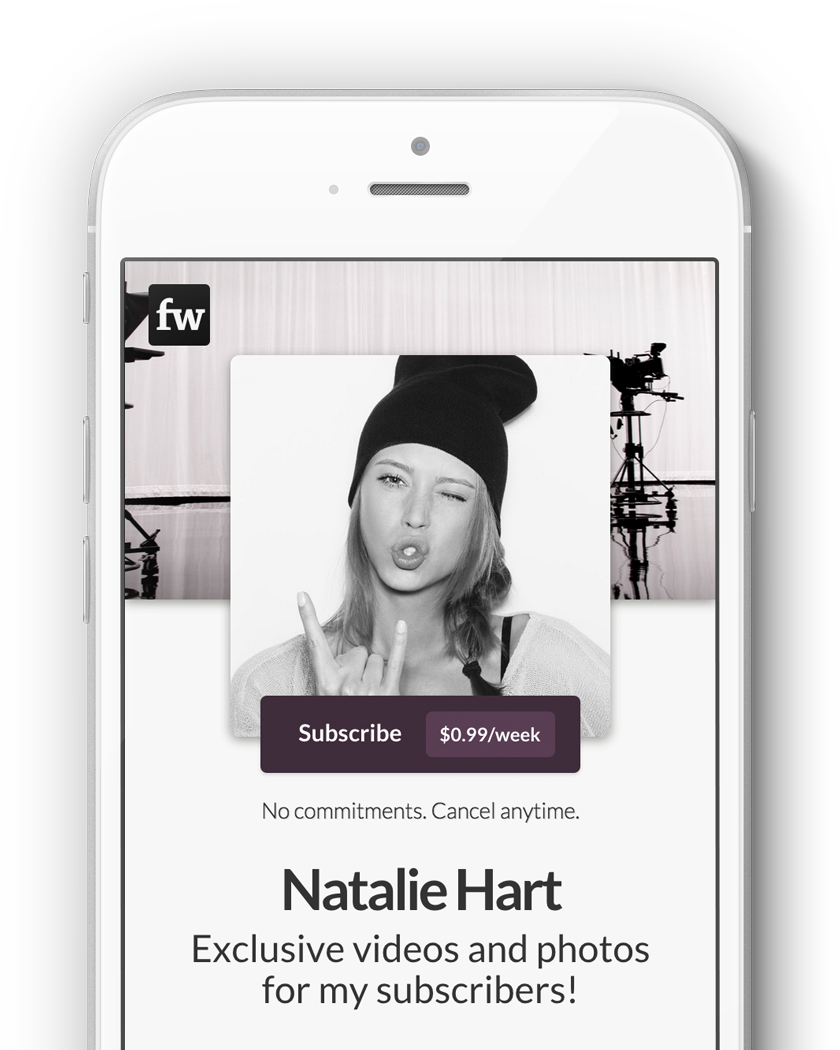 fw
Subscribe $0.99/week
No commitments. Cancel anytime.
Natalie Hart
Exclusive videos and photos
for my subscribers!